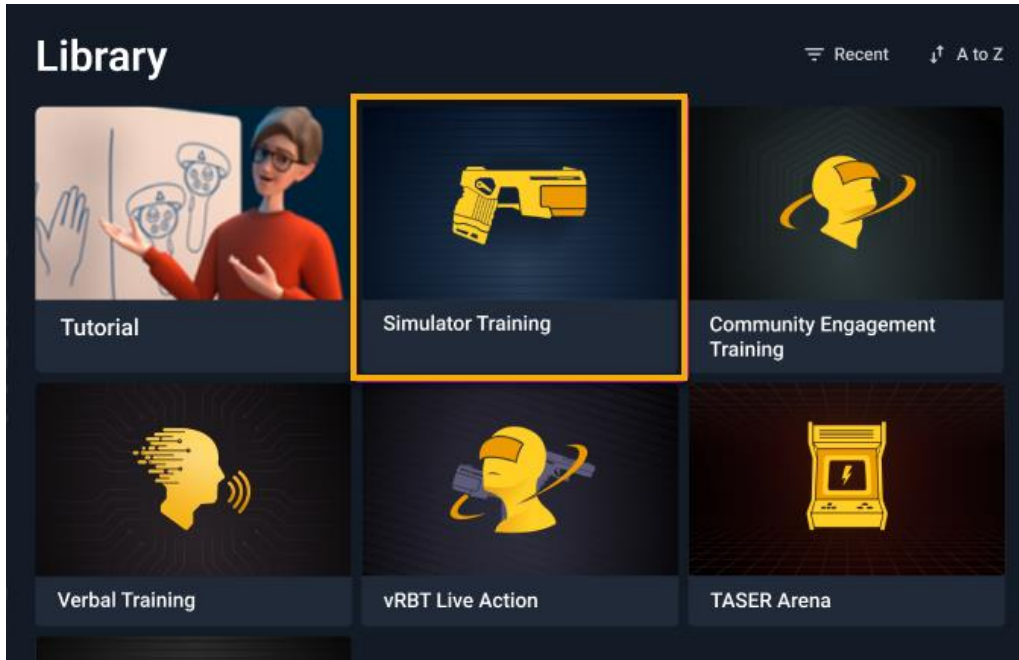 Library
Recent
A to Z
Tutorial
Simulator Training
Community Engagement
Training
Verbal Training
vRBT Live Action
TASER Arena